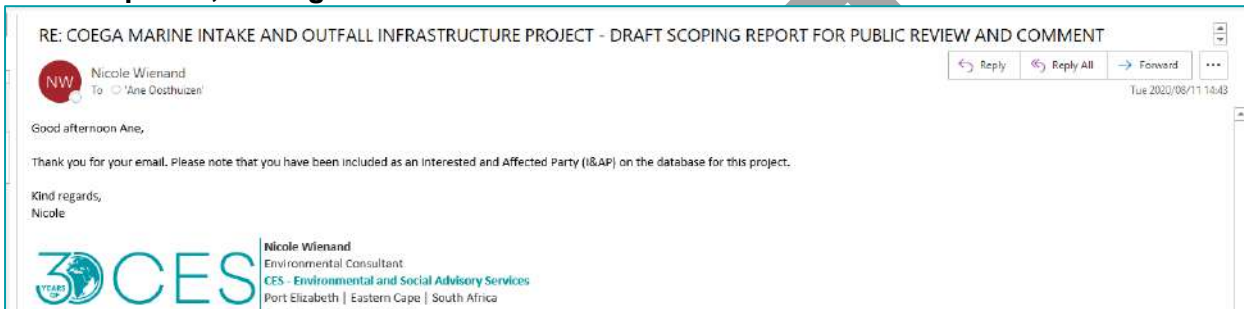 RE: COEGA MARINE INTAKE AND OUTFALL INFRASTRUCTURE PROJECT - DRAFT SCOPING REPORT FOR PUBLIC REVIEW AND COMMENT
NW
Nicole Wienand
To 'Ane Oosthuizen'
Reply Reply All Forward ...
Tue 2020/08/11 14:43
Good afternoon Ane,
Thank you for your email. Please note that you have been included as an Interested and Affected Party (I&AP) on the database for this project.
Kind regards,
Nicole
30 YEARS OF CES
Nicole Wienand
Environmental Consultant
CES - Environmental and Social Advisory Services
Port Elizabeth | Eastern Cape | South Africa